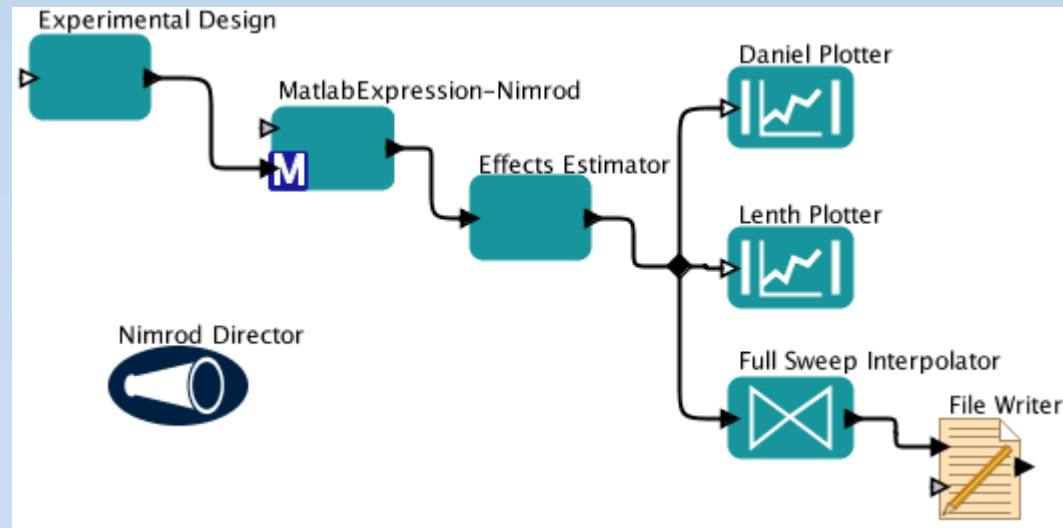 Experimental Design
MatlabExpression-Nimrod
M
Effects Estimator
Daniel Plotter
Lenth Plotter
Nimrod Director
Full Sweep Interpolator
File Writer